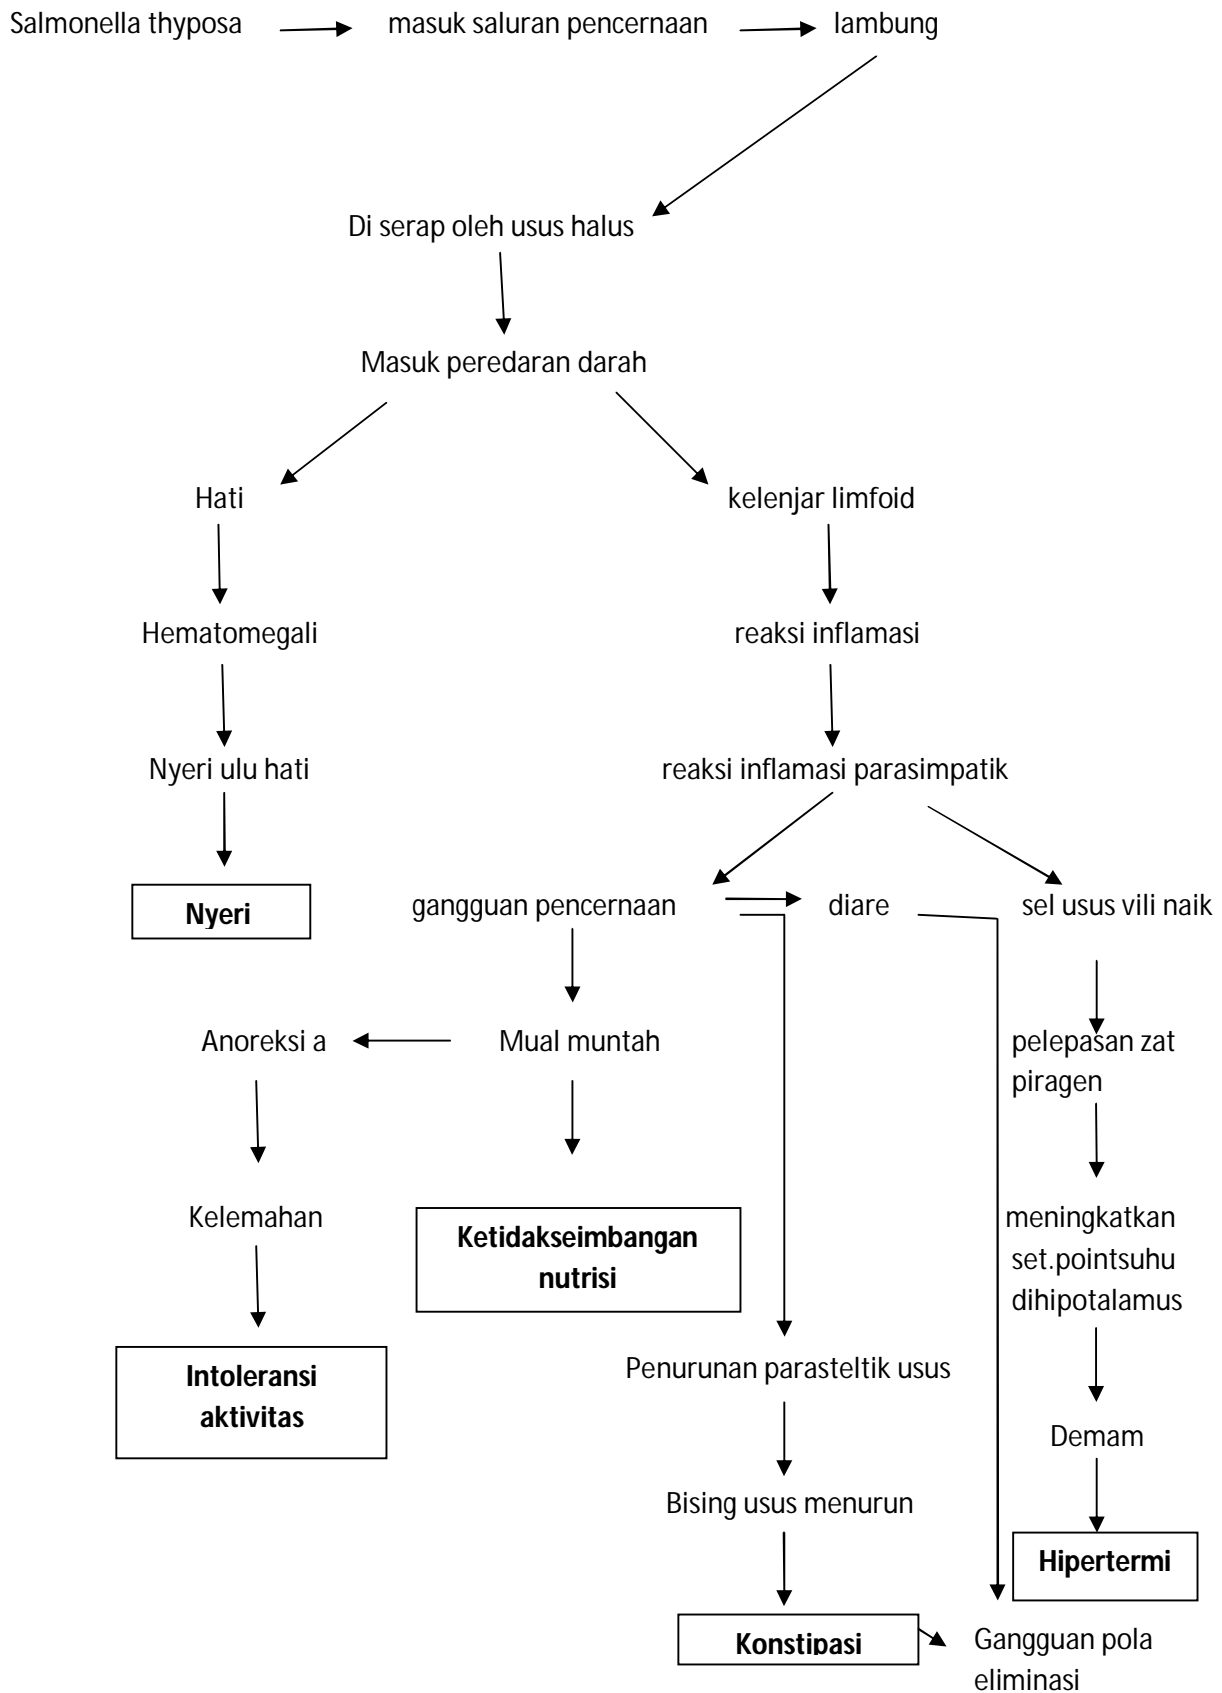 Salmonella thyposa masuk saluran pencernaan lambung
Di serap oleh usus halus
Masuk peredaran darah
Hati kelenjar limfoid
Hematomegali reaksi inflamasi
Nyeri ulu hati reaksi inflamasi parasimpatik
Nyeri gangguan pencernaan diare sel usus vili naik
Anoreksi a Mual muntah pelepasan zat
piragen
Kelemahan
Ketidakseimbangan
nutrisi
meningkatkan
set.pointsuhu
dihipotalamus
Intoleransi
aktivitas
Penurunan parasteltik usus
Demam
Bising usus menurun
Hipertermi
Konstipasi
Gangguan pola
eliminasi